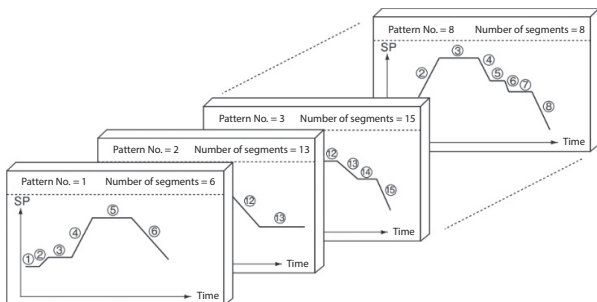 Pattern No. = 8 Number of segments = 8
SP
② ③ ④ ⑤ ⑥ ⑦ ⑧
Time
Pattern No. = 3 Number of segments = 15
⑫ ⑬ ⑭ ⑮
Time
Pattern No. = 2 Number of segments = 13
⑫ ⑬
Time
Pattern No. = 1 Number of segments = 6
SP
① ② ③ ④ ⑤ ⑥
Time